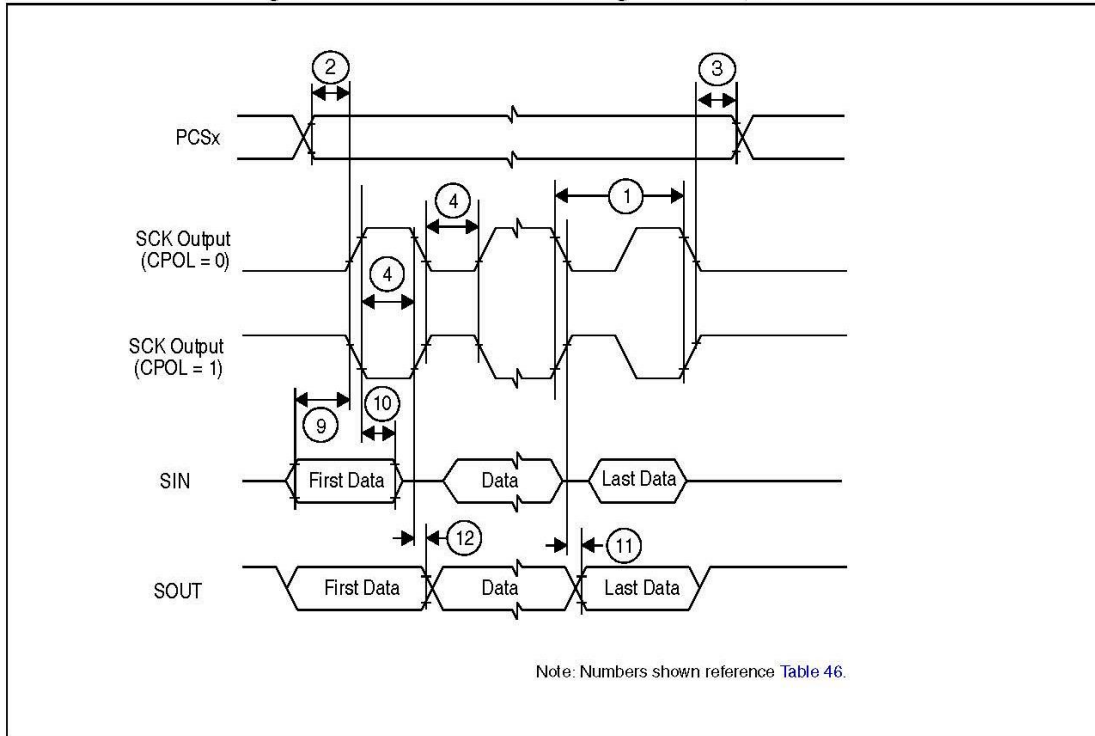 2
3
PCSx
4
1
SCK Output
(CPOL = 0)
4
SCK Output
(CPOL = 1)
9
10
SIN
First Data
Data
Last Data
12
11
SOUT
First Data
Data
Last Data
Note: Numbers shown reference Table 46.